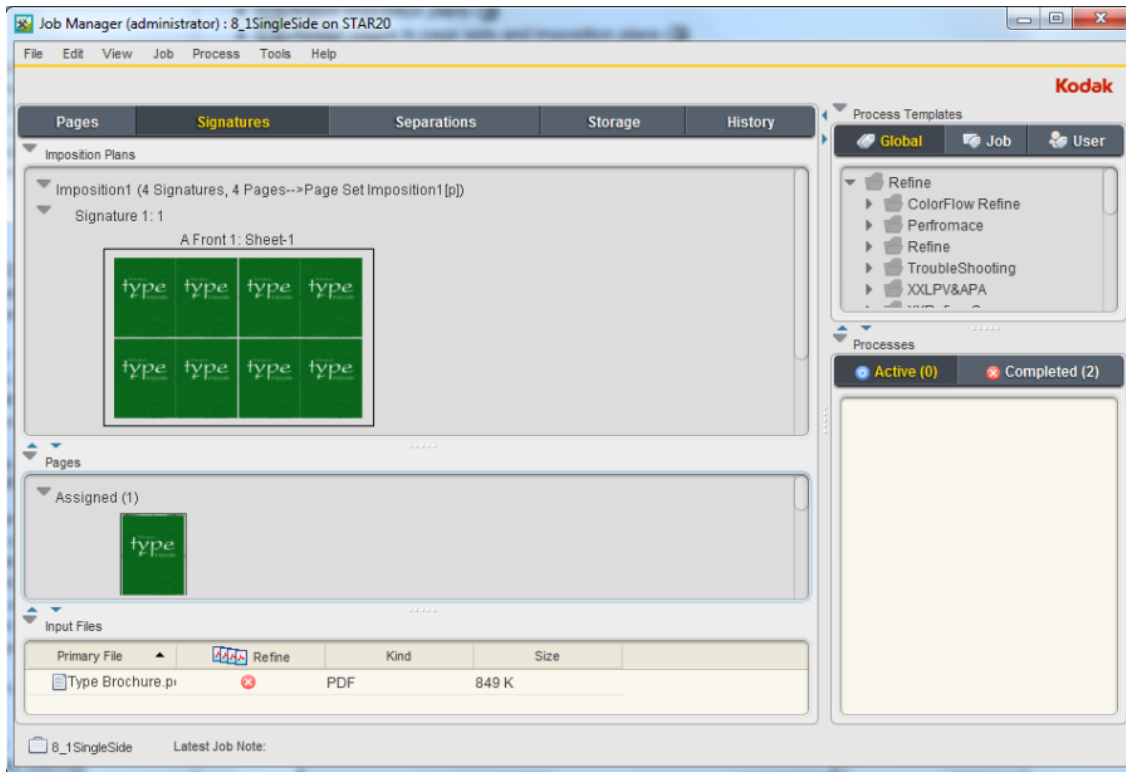 Job Manager (administrator) : 8_1SingleSide on STAR20
File Edit View Job Process Tools Help
Kodak
Pages Signatures Separations Storage History
Imposition Plans
Imposition1 (4 Signatures, 4 Pages-->Page Set Imposition1[p])
Signature 1: 1
A Front 1: Sheet-1
type type type type
type type type type
Pages
Assigned (1)
type
Input Files
Primary File Refine Kind Size
Type Brochure.p PDF 849 K
8_1SingleSide Latest Job Note:
Process Templates
Global Job User
Refine
ColorFlow Refine
Perfromace
Refine
TroubleShooting
XXLPV&APA
Processes
Active (0) Completed (2)